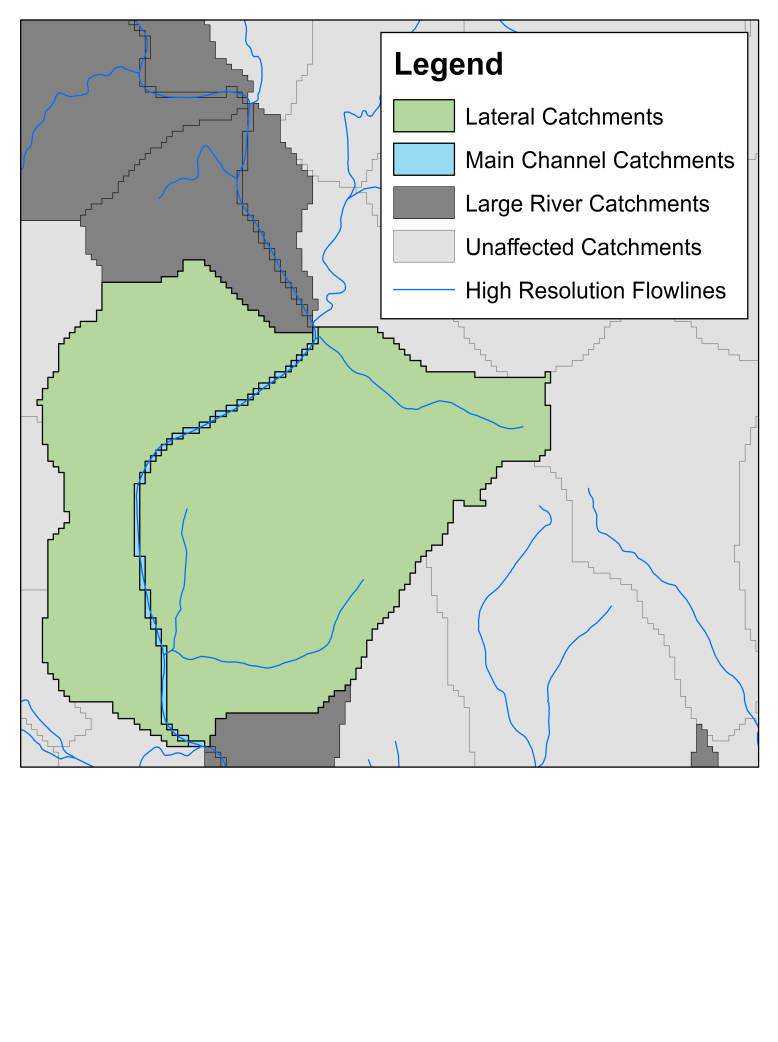 Legend
Lateral Catchments
Main Channel Catchments
Large River Catchments
Unaffected Catchments
High Resolution Flowlines